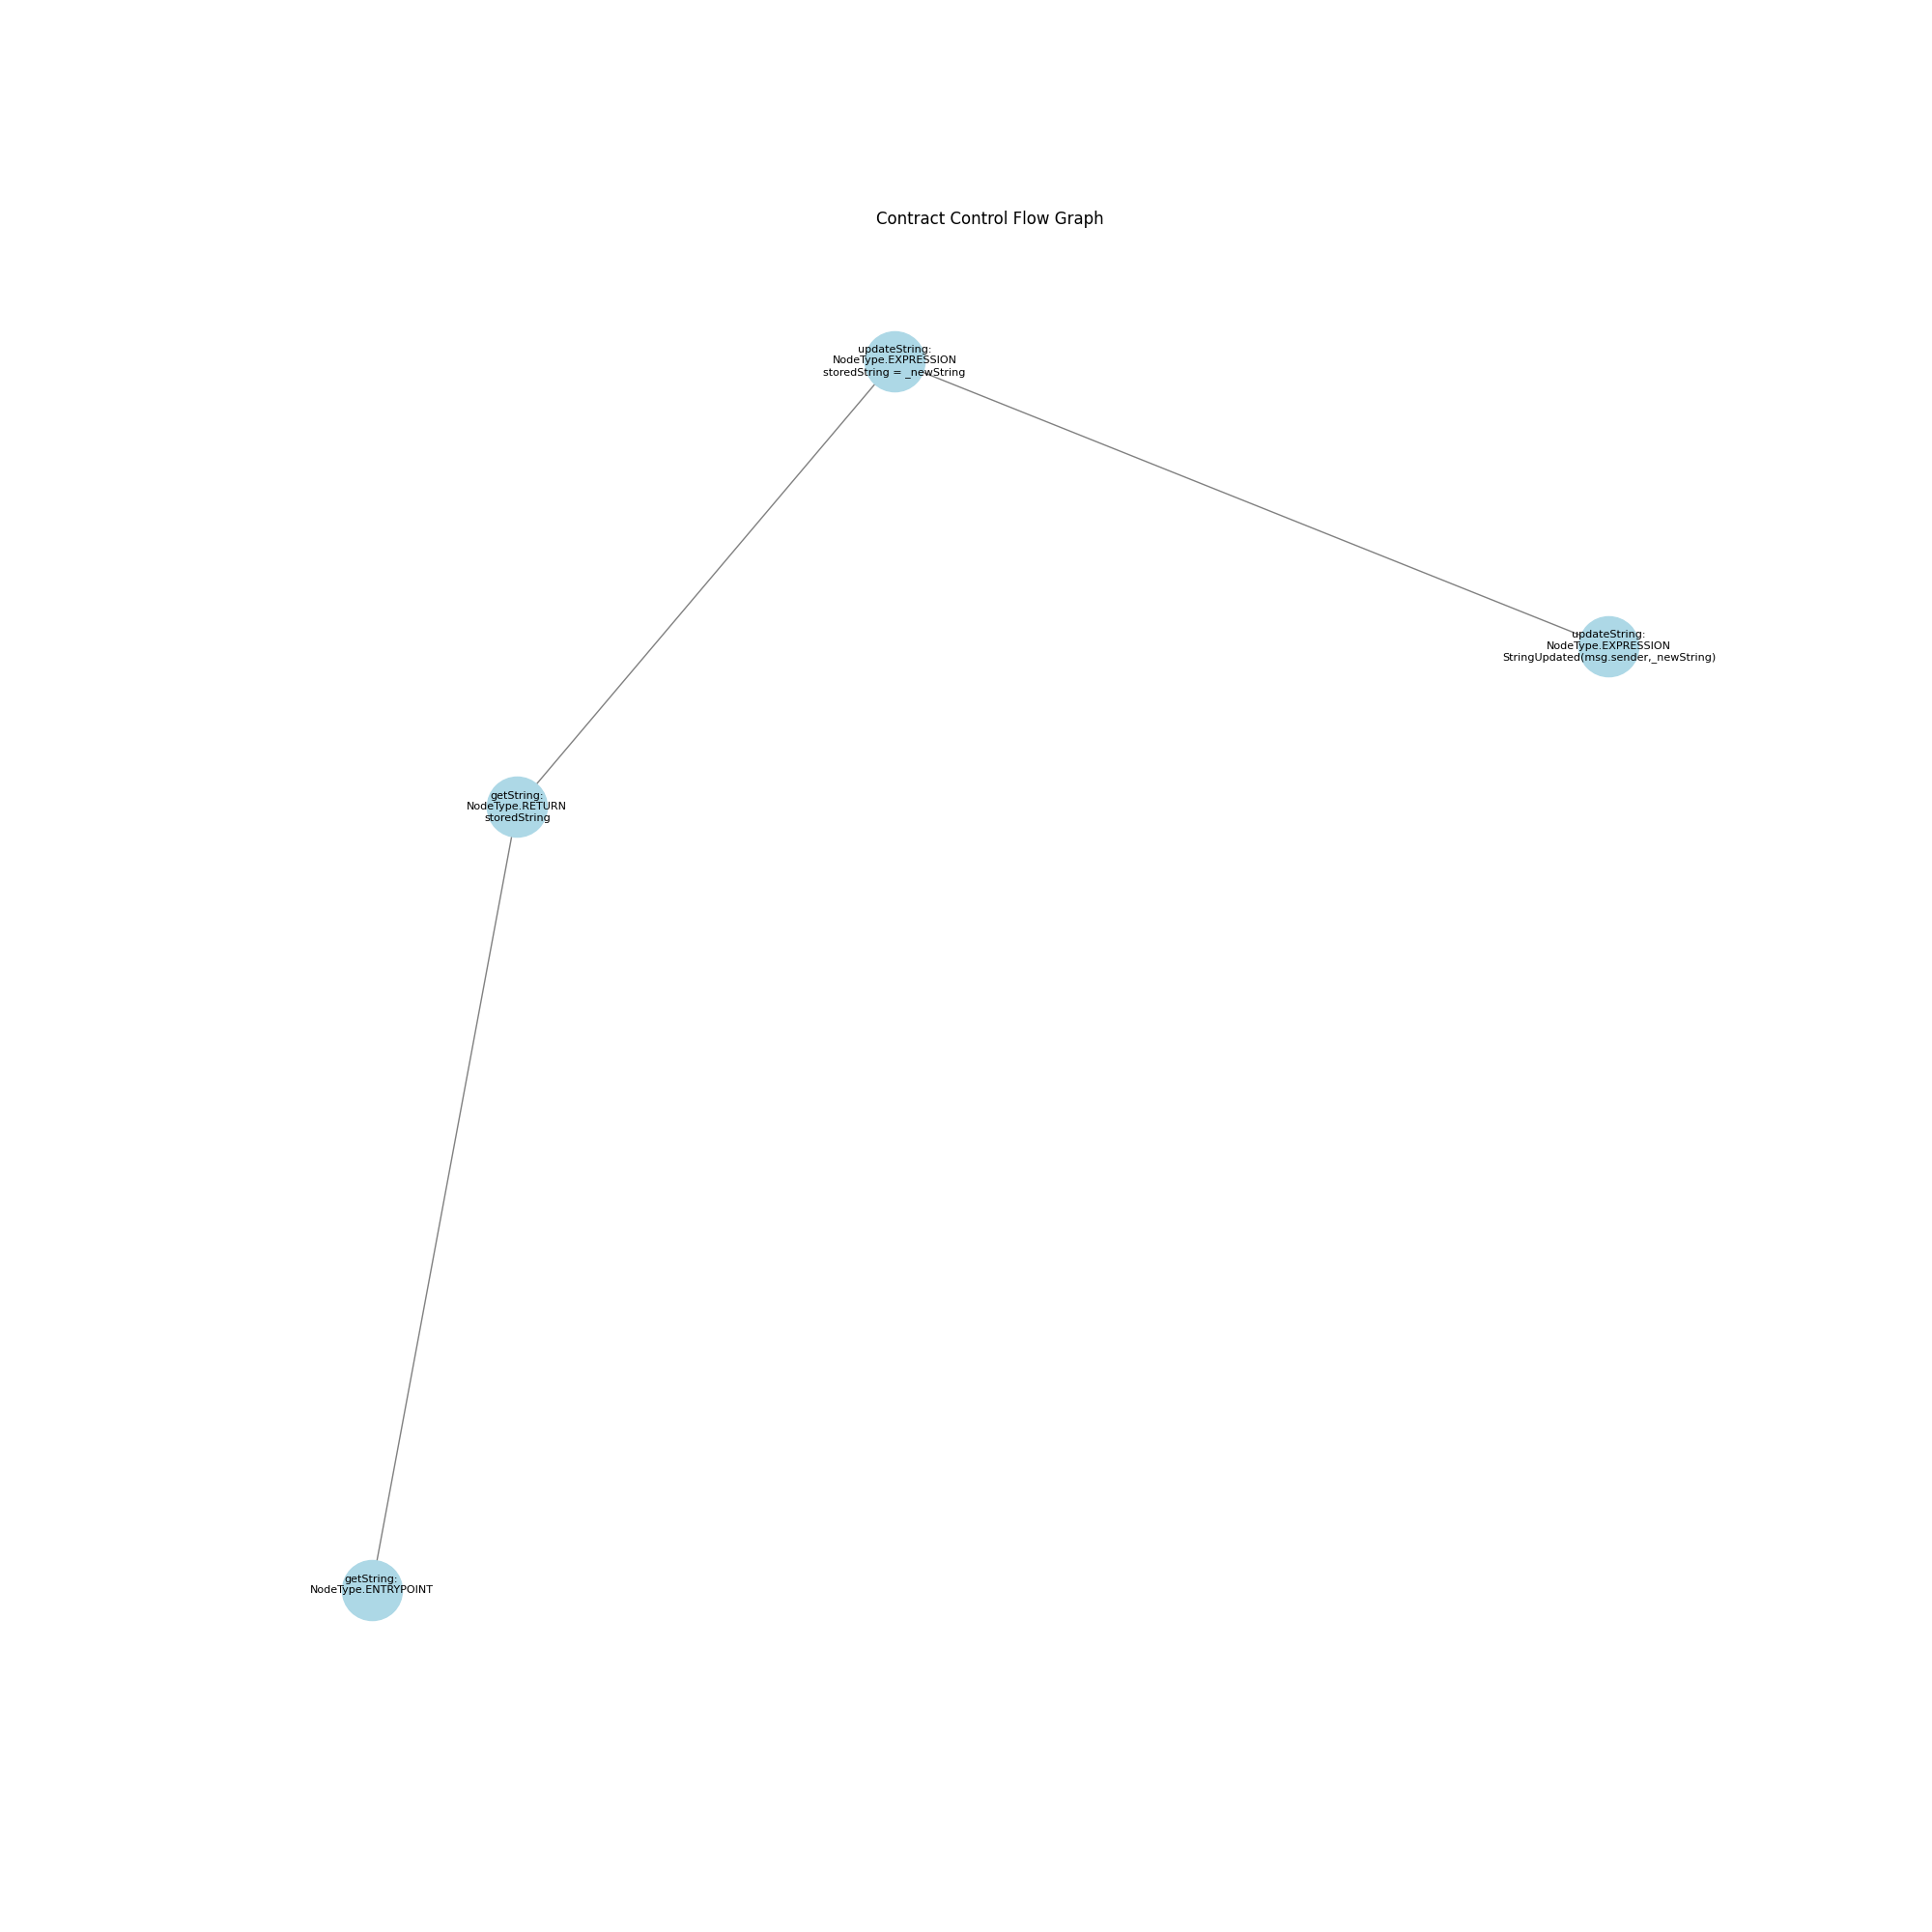 Contract Control Flow Graph
updateString:
NodeType.EXPRESSION
storedString = _newString
updateString:
NodeType.EXPRESSION
StringUpdated(msg.sender,_newString)
getString:
NodeType.RETURN
storedString
getString:
NodeType.ENTRYPOINT